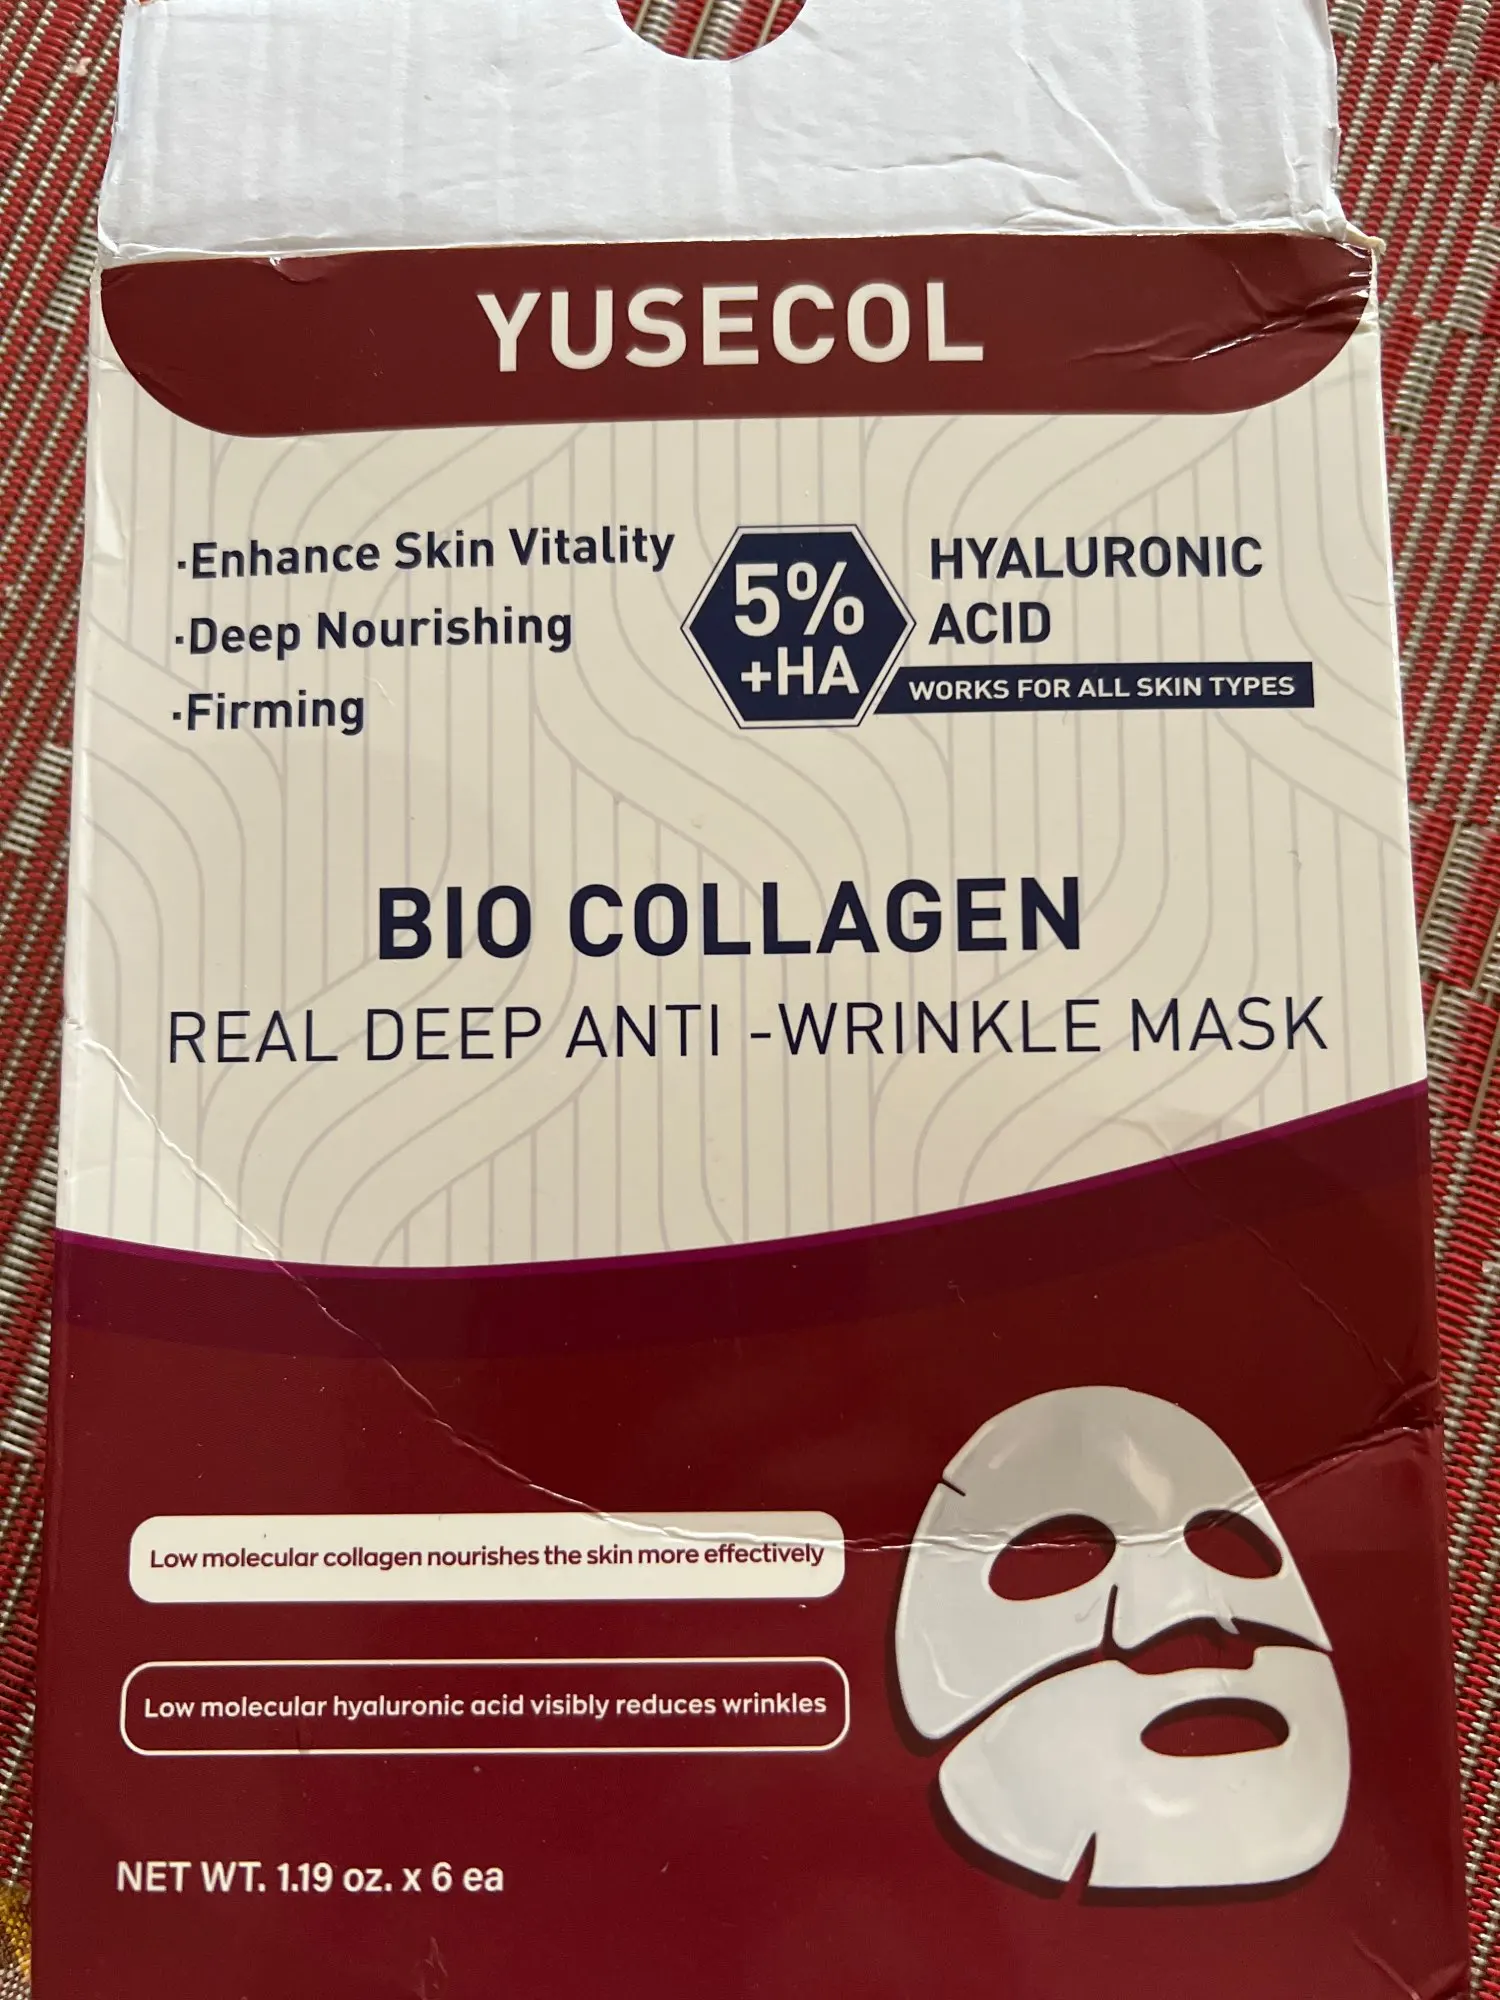 YUSECOL
·Enhance Skin Vitality
·Deep Nourishing
·Firming
5%
+HA
HYALURONIC
ACID
WORKS FOR ALL SKIN TYPES
BIO COLLAGEN
REAL DEEP ANTI -WRINKLE MASK
Low molecular collagen nourishes the skin more effectively
Low molecular hyaluronic acid visibly reduces wrinkles
NET WT. 1.19 oz. x 6 ea